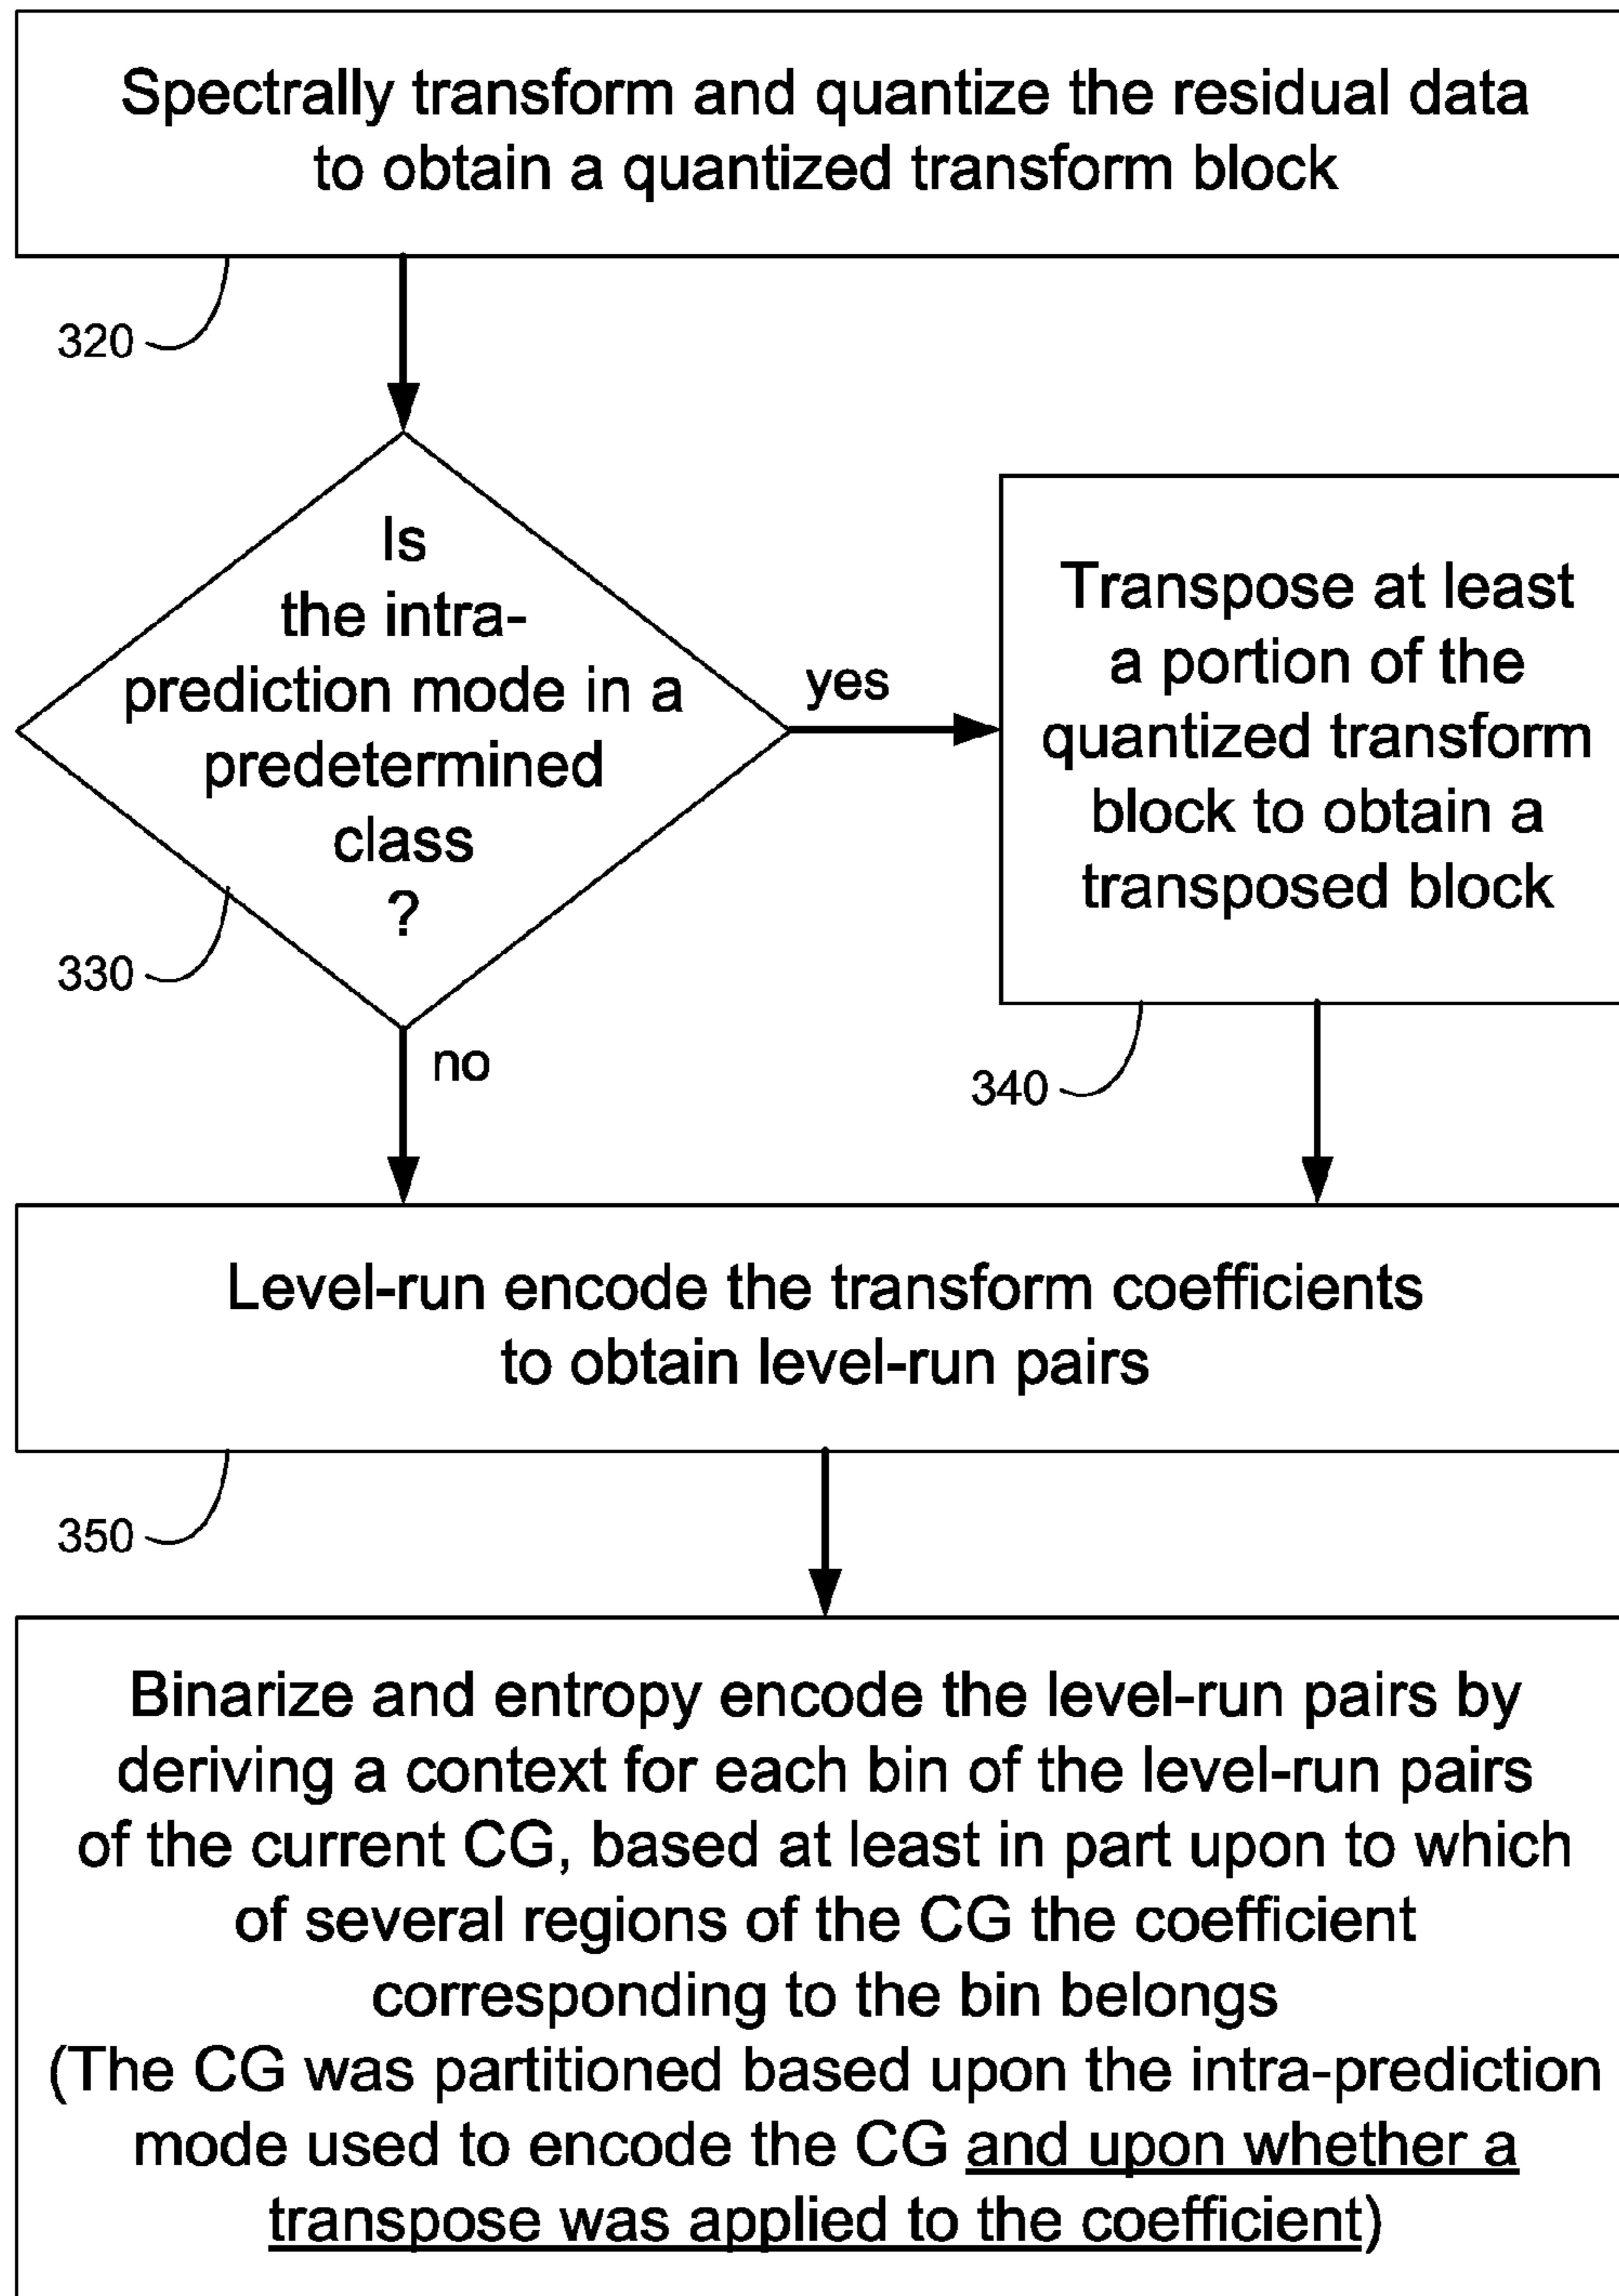 Spectrally transform and quantize the residual data
to obtain a quantized transform block
320
Is
the intra-
prediction mode in a
predetermined
class
?
yes
330
no
Transpose at least
a portion of the
quantized transform
block to obtain a
transposed block
340
Level-run encode the transform coefficients
to obtain level-run pairs
350
Binarize and entropy encode the level-run pairs by
deriving a context for each bin of the level-run pairs
of the current CG, based at least in part upon to which
of several regions of the CG the coefficient
corresponding to the bin belongs
(The CG was partitioned based upon the intra-prediction
mode used to encode the CG and upon whether a
transpose was applied to the coefficient)